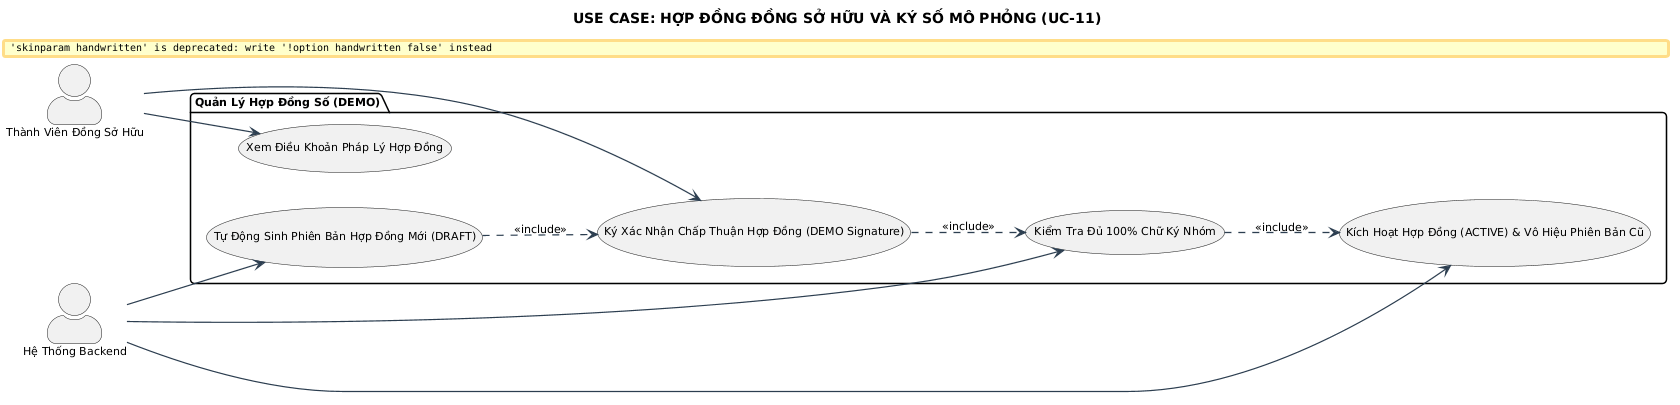 USE CASE: HỢP ĐỒNG ĐỒNG SỞ HỮU VÀ KÝ SỐ MÔ PHỎNG (UC-11)
'skinparam handwritten' is deprecated: write '!option handwritten false' instead
Quản Lý Hợp Đồng Số (DEMO)
Thành Viên Đồng Sở Hữu
Xem Điều Khoản Pháp Lý Hợp Đồng
Tự Động Sinh Phiên Bản Hợp Đồng Mới (DRAFT)
«include»
Ký Xác Nhận Chấp Thuận Hợp Đồng (DEMO Signature)
«include»
Kiểm Tra Đủ 100% Chữ Ký Nhóm
«include»
Kích Hoạt Hợp Đồng (ACTIVE) & Vô Hiệu Phiên Bản Cũ
Hệ Thống Backend